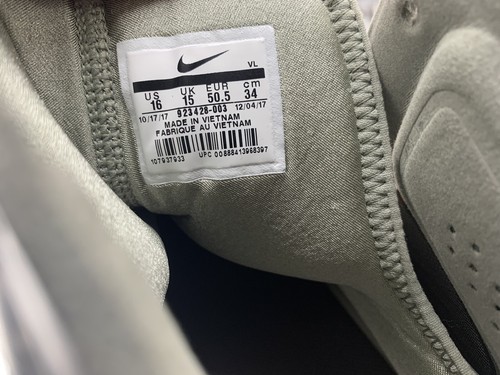 VL
US UK EUR cm
16 15 50.5 34
10/17/17 923428-003 12/04/17
MADE IN VIETNAM
FABRIQUE AU VIETNAM
107937933 UPC 00888413968397